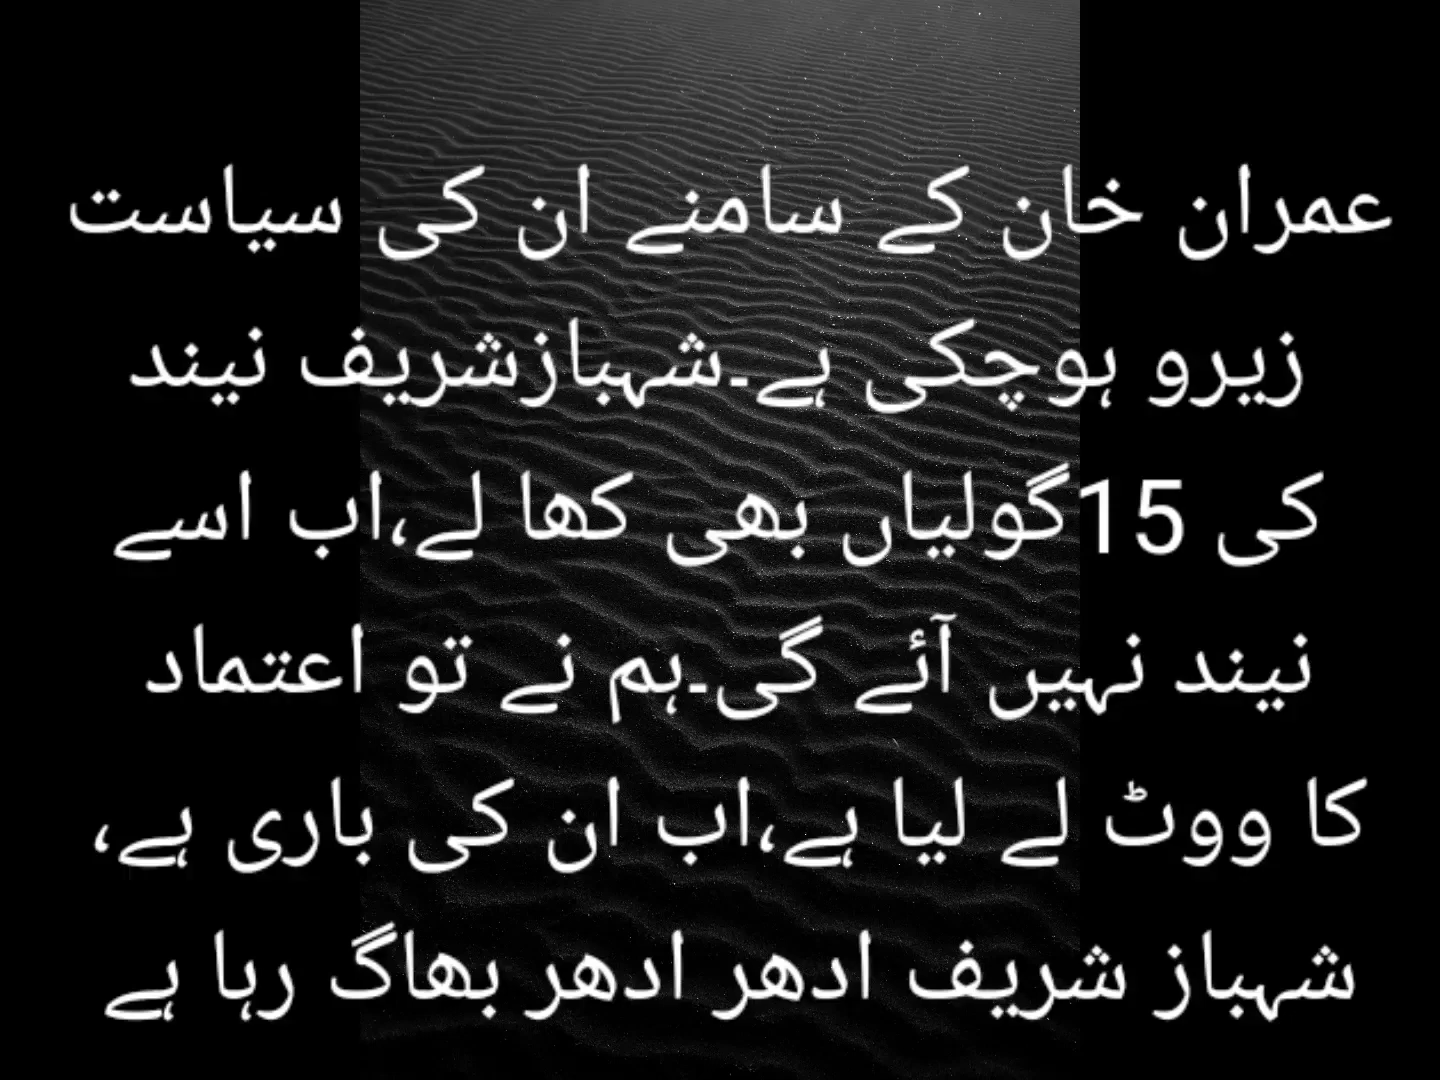 عمران خان کے سامنے ان کی سیاست
زیرو ہوچکی ہے۔شہبازشریف نیند
کی 15گولیاں بھی کھا لے،اب اسے
نیند نہیں آئے گی۔ہم نے تو اعتماد
کا ووٹ لے لیا ہے،اب ان کی باری ہے،
شہباز شریف ادھر ادھر بھاگ رہا ہے